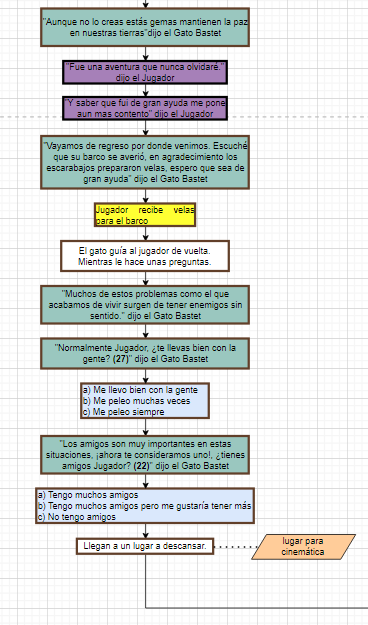 "Aunque no lo creas estás gemas mantienen la paz
en nuestras tierras"dijo el Gato Bastet
"Fue una aventura que nunca olvidaré."
dijo el Jugador
"Y saber que fui de gran ayuda me pone
aun mas contento" dijo el Jugador
"Vayamos de regreso por donde venimos. Escuché
que su barco se averió, en agradecimiento los
escarabajos prepararon velas, espero que sea de
gran ayuda" dijo el Gato Bastet
Jugador recibe velas
para el barco
El gato guía al jugador de vuelta.
Mientras le hace unas preguntas.
"Muchos de estos problemas como el que
acabamos de vivir surgen de tener enemigos sin
sentido." dijo el Gato Bastet
"Normalmente Jugador, ¿te llevas bien con la
gente? (27)" dijo el Gato Bastet
a) Me llevo bien con la gente
b) Me peleo muchas veces
c) Me peleo siempre
"Los amigos son muy importantes en estas
situaciones, ¡ahora te consideramos uno!, ¿tienes
amigos Jugador? (22)" dijo el Gato Bastet
a) Tengo muchos amigos
b) Tengo muchos amigos pero me gustaría tener más
c) No tengo amigos
Llegan a un lugar a descansar.
lugar para
cinemática